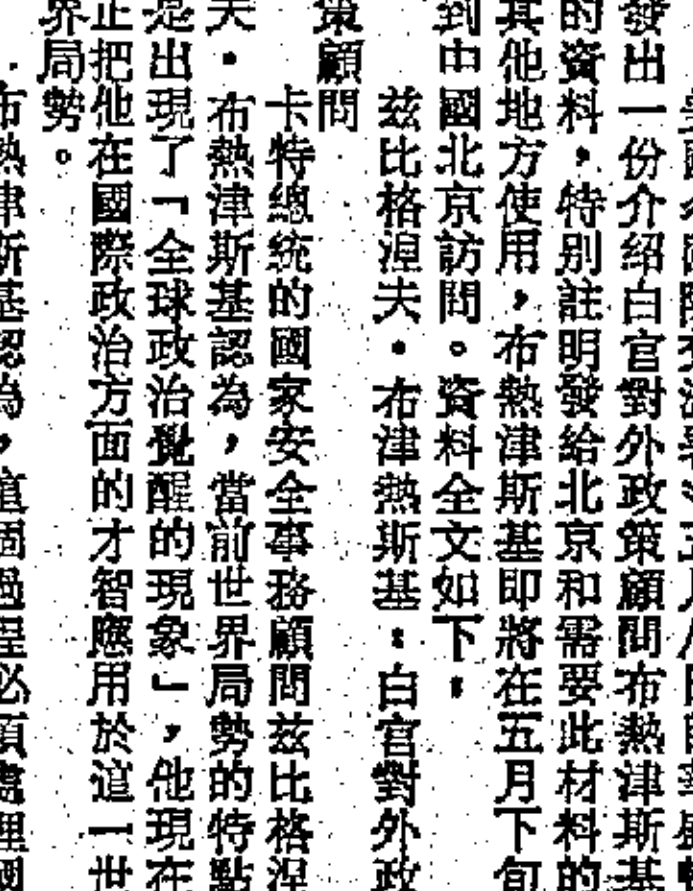 發出一份介紹白宮對外政策顧問布熱津斯基
的資料，特別註明發給北京和需要此材料的
其他地方使用，布熱津斯基即將在五月下旬
到中國北京訪問。資料全文如下：
茲比格涅夫・布津熱斯基：白宮對外政
策顧問
卡特總統的國家安全事務顧問茲比格涅
夫・布熱津斯基認為，當前世界局勢的特點
是出現了「全球政治覺醒的現象」，他現在
正把他在國際政治方面的才智應用於這一世
界局勢。
布熱津斯基認為，這個過程必須處理國